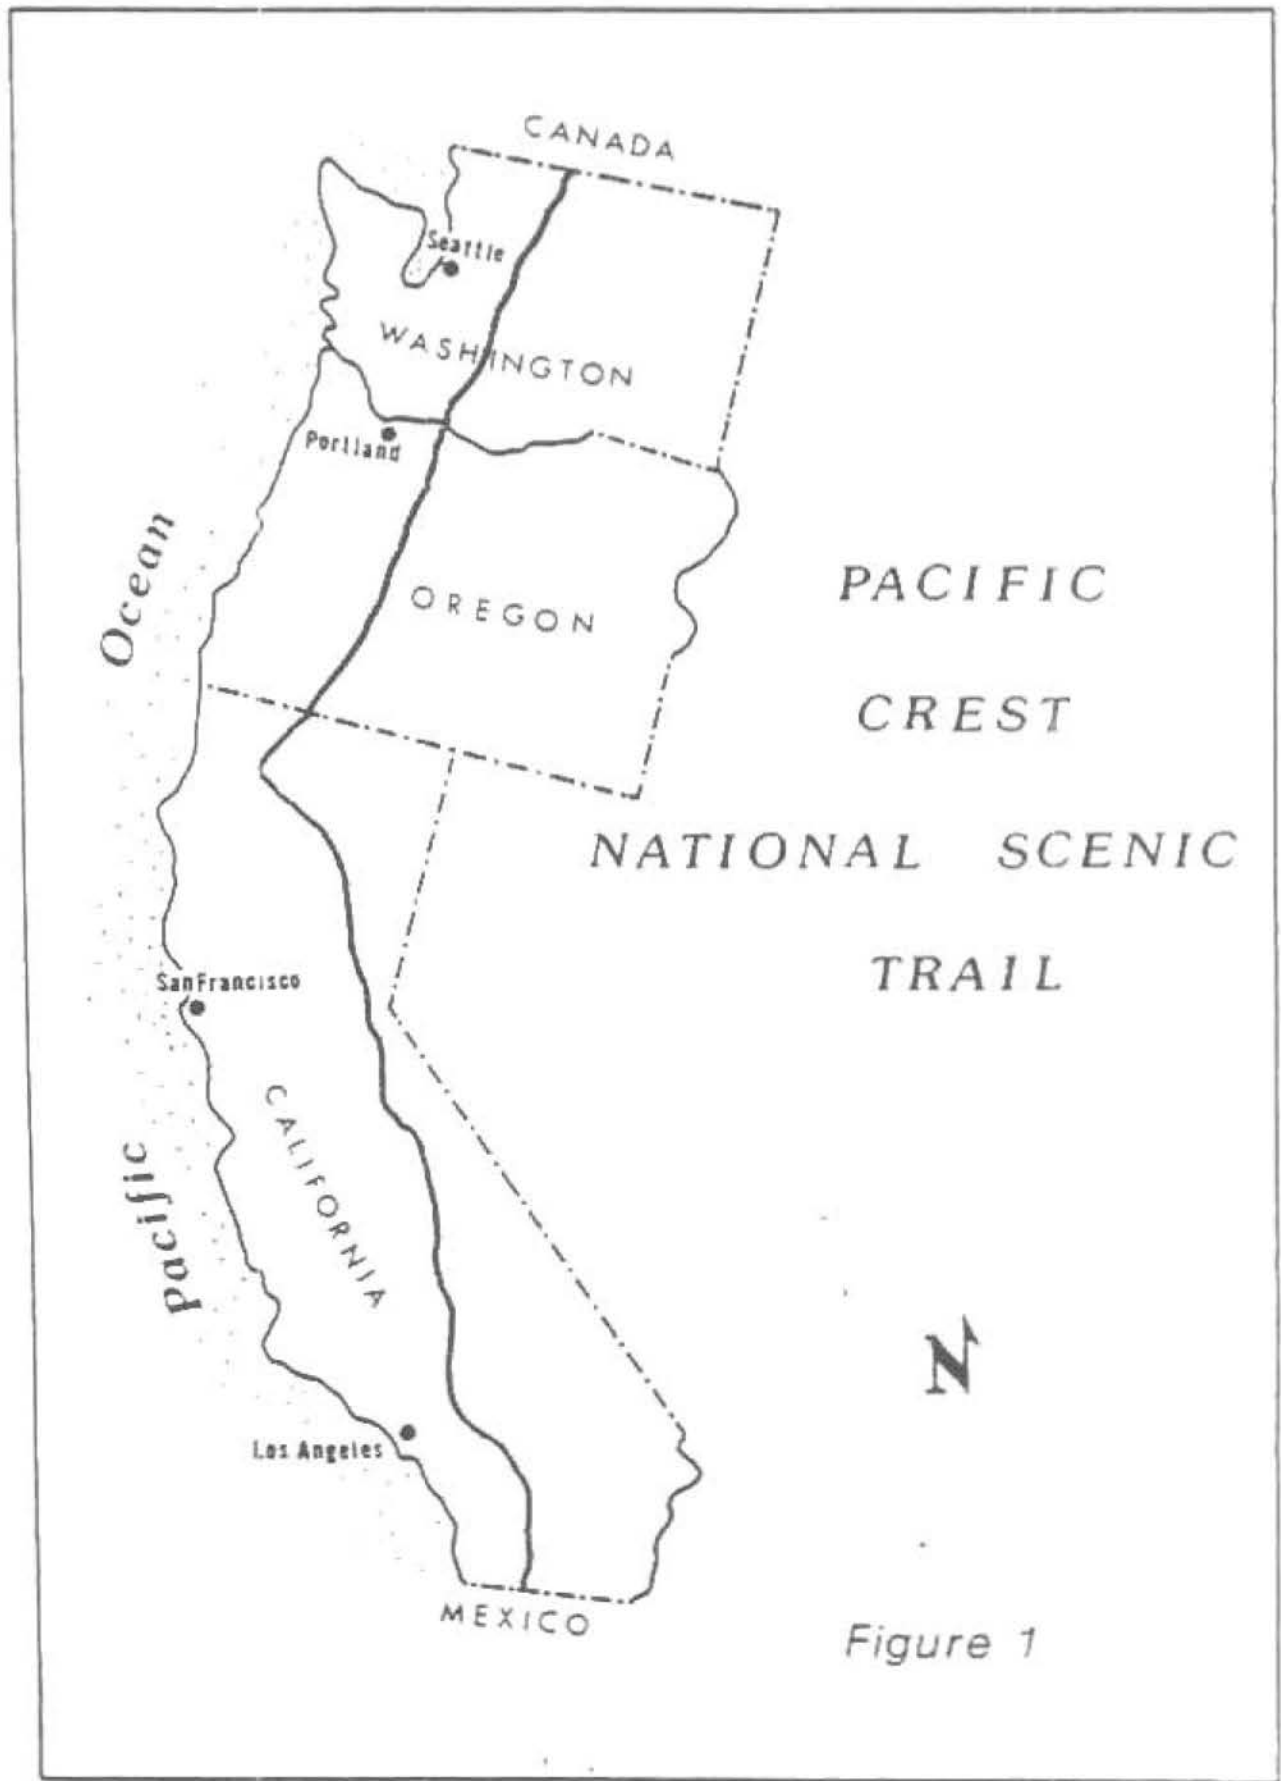 CANADA
Seattle
WASHINGTON
Portland
Ocean
OREGON
PACIFIC
CREST
NATIONAL SCENIC
TRAIL
SanFrancisco
CALIFORNIA
Pacific
N
Los Angeles
MEXICO
Figure 1